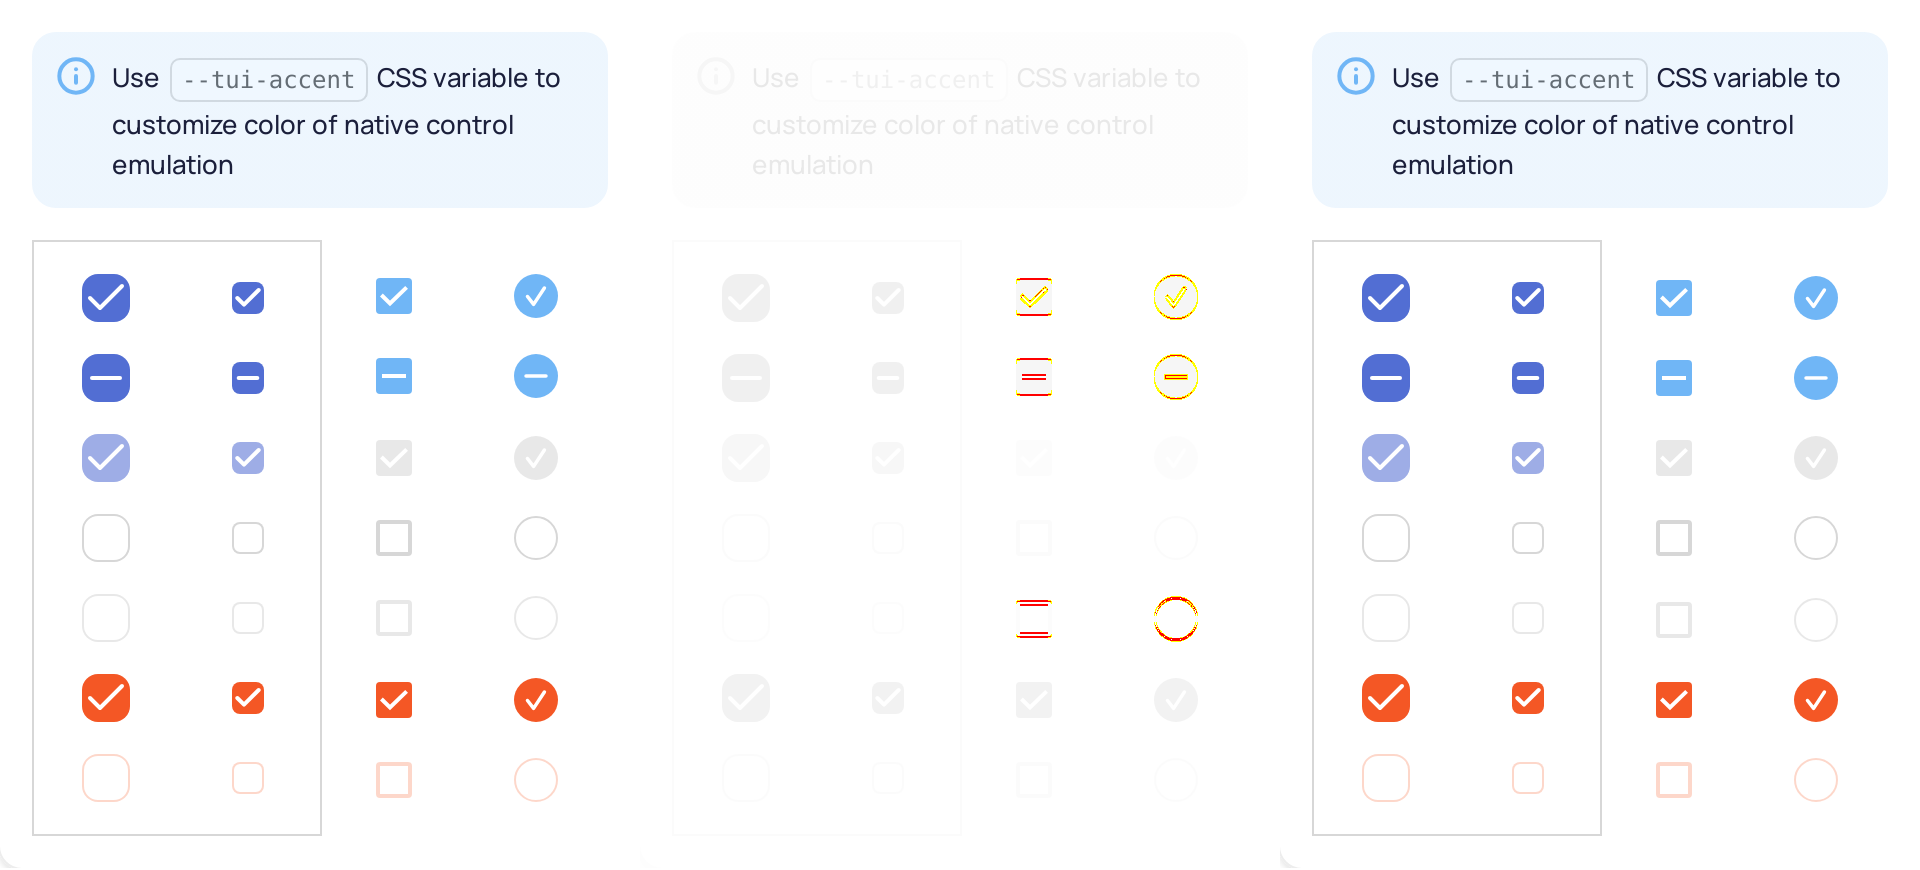 Use --tui-accent CSS variable to
customize color of native control
emulation
Use --tui-accent CSS variable to
customize color of native control
emulation
Use --tui-accent CSS variable to
customize color of native control
emulation